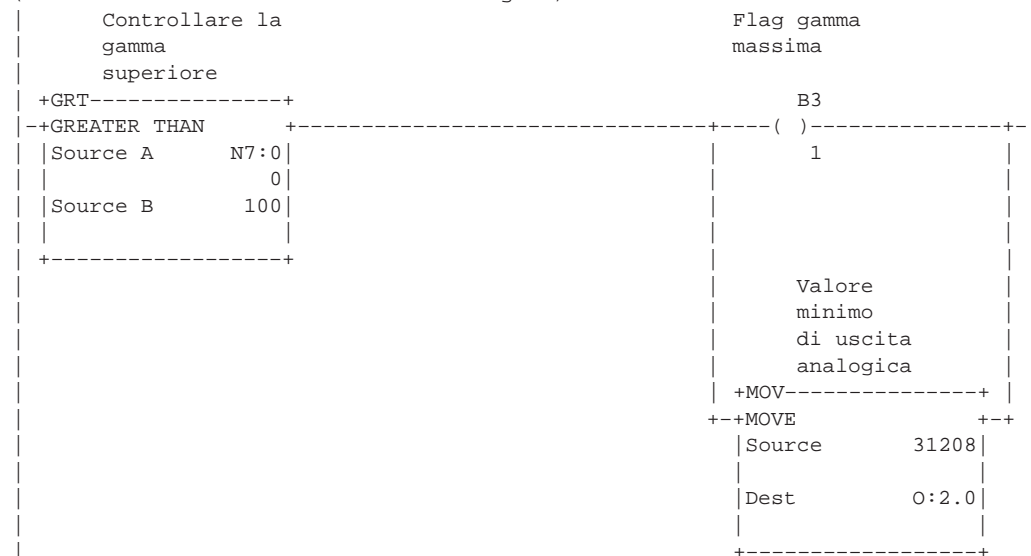 Controllare la Flag gamma
gamma massima
superiore
+GRT---------------+ B3
-+GREATER THAN +--------------------------------+----( )---------------+-
|Source A N7:0| | 1 |
| 0| | |
|Source B 100| | |
| | | |
+------------------+ | |
| Valore |
| minimo |
| di uscita |
| analogica |
| +MOV---------------+ |
+-+MOVE +-+
|Source 31208|
| |
|Dest O:2.0|
| |
+------------------+